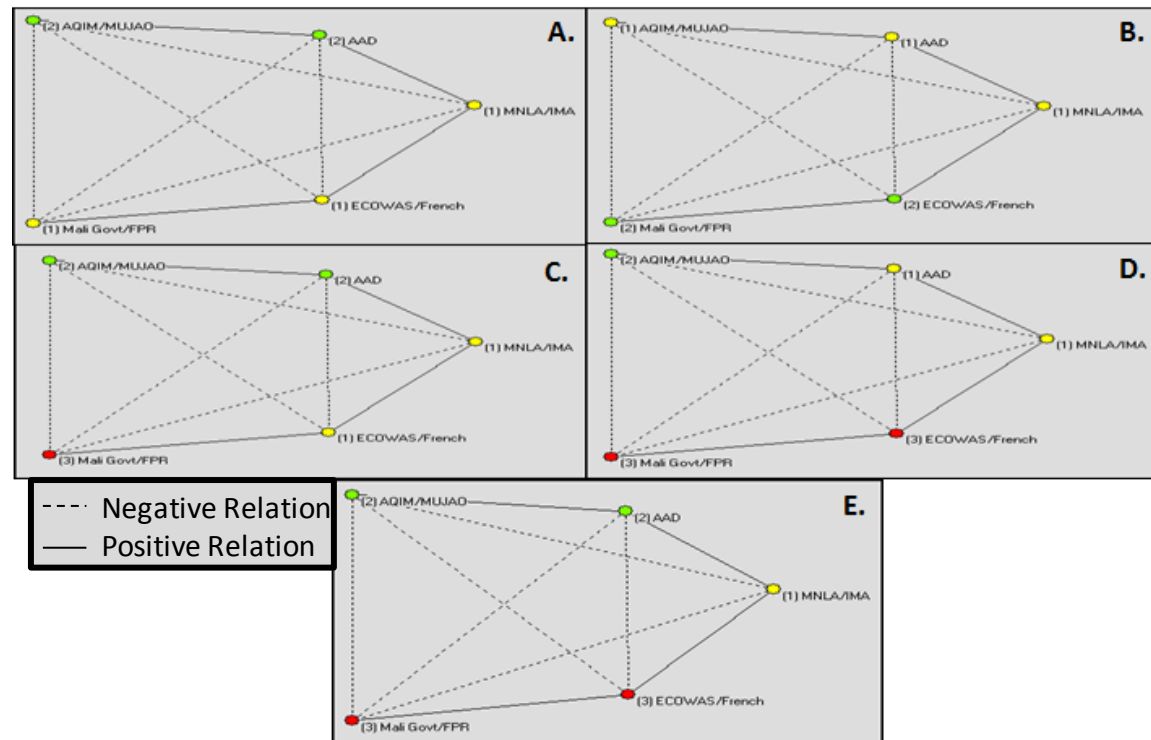 A.
(2) AQIM/MUJAO
(2) AAD
(1) MNLA/IMA
(1) ECOWAS/French
(1) Mali Govt/FPR
B.
(1) AQIM/MUJAO
(1) AAD
(1) MNLA/IMA
(2) ECOWAS/French
(2) Mali Govt/FPR
C.
(2) AQIM/MUJAO
(2) AAD
(1) MNLA/IMA
(1) ECOWAS/French
(3) Mali Govt/FPR
D.
(2) AQIM/MUJAO
(1) AAD
(1) MNLA/IMA
(3) ECOWAS/French
(3) Mali Govt/FPR
Negative Relation
Positive Relation
E.
(2) AQIM/MUJAO
(2) AAD
(1) MNLA/IMA
(3) ECOWAS/French
(3) Mali Govt/FPR